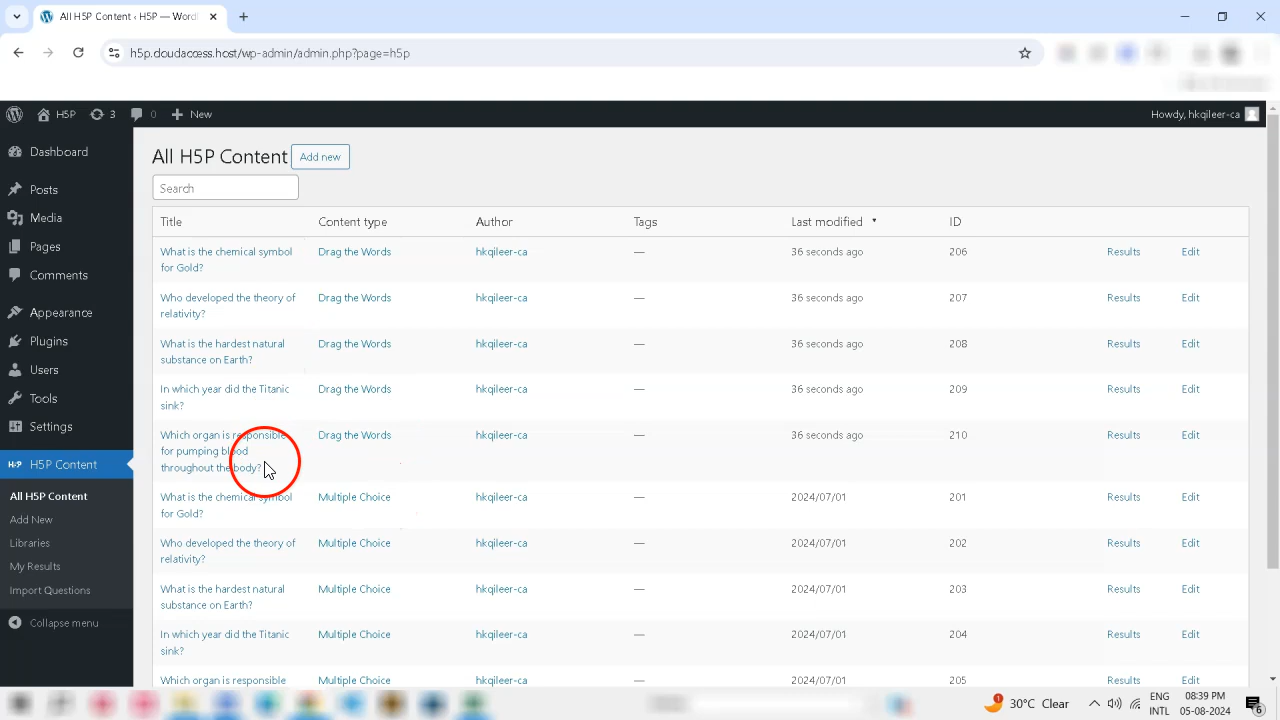 All H5P Content ‹ H5P — Word
h5p.doudaccess.host/wp-admin/admin.php?page=h5p
H5P 3 0 New
Howdy, hkqileer-ca
Dashboard
Posts
Media
Pages
Comments
Appearance
Plugins
Users
Tools
Settings
H5P H5P Content
All H5P Content
Add New
Libraries
My Results
Import Questions
Collapse menu
All H5P Content Add new
Search
Title Content type Author Tags Last modified ID
What is the chemical symbol Drag the Words hkqileer-ca — 36 seconds ago 206 Results Edit
for Gold?
Who developed the theory of Drag the Words hkqileer-ca — 36 seconds ago 207 Results Edit
relativity?
What is the hardest natural Drag the Words hkqileer-ca — 36 seconds ago 208 Results Edit
substance on Earth?
In which year did the Titanic Drag the Words hkqileer-ca — 36 seconds ago 209 Results Edit
sink?
Which organ is responsible Drag the Words hkqileer-ca — 36 seconds ago 210 Results Edit
for pumping blood
throughout the body?
What is the chemical symbol Multiple Choice hkqileer-ca — 2024/07/01 201 Results Edit
for Gold?
Who developed the theory of Multiple Choice hkqileer-ca — 2024/07/01 202 Results Edit
relativity?
What is the hardest natural Multiple Choice hkqileer-ca — 2024/07/01 203 Results Edit
substance on Earth?
In which year did the Titanic Multiple Choice hkqileer-ca — 2024/07/01 204 Results Edit
sink?
Which organ is responsible Multiple Choice hkqileer-ca — 2024/07/01 205 Results Edit
1 30°C Clear
ENG
INTL
08:39 PM
05-08-2024
6